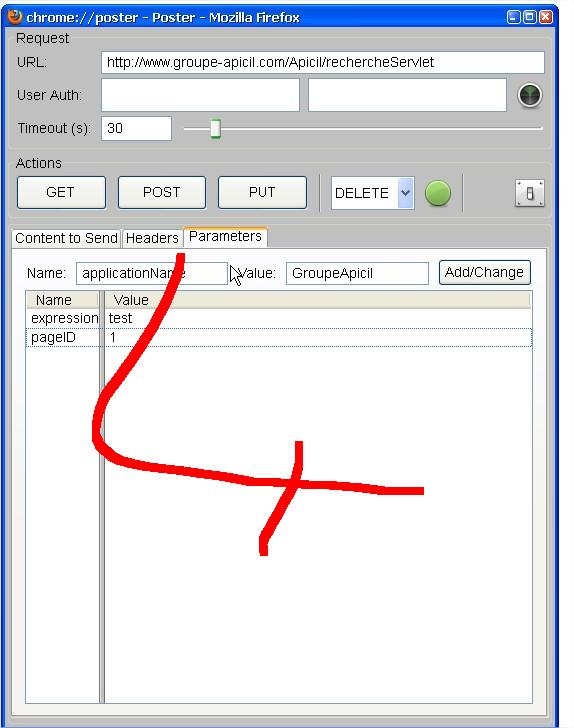 chrome://poster - Poster - Mozilla Firefox
Request
URL: http://www.groupe-apicil.com/Apicil/rechercheServlet
User Auth:
Timeout (s): 30
Actions
GET POST PUT DELETE
Content to Send Headers Parameters
Name: applicationName Value: GroupeApicil Add/Change
Name Value
expression test
pageID 1
4